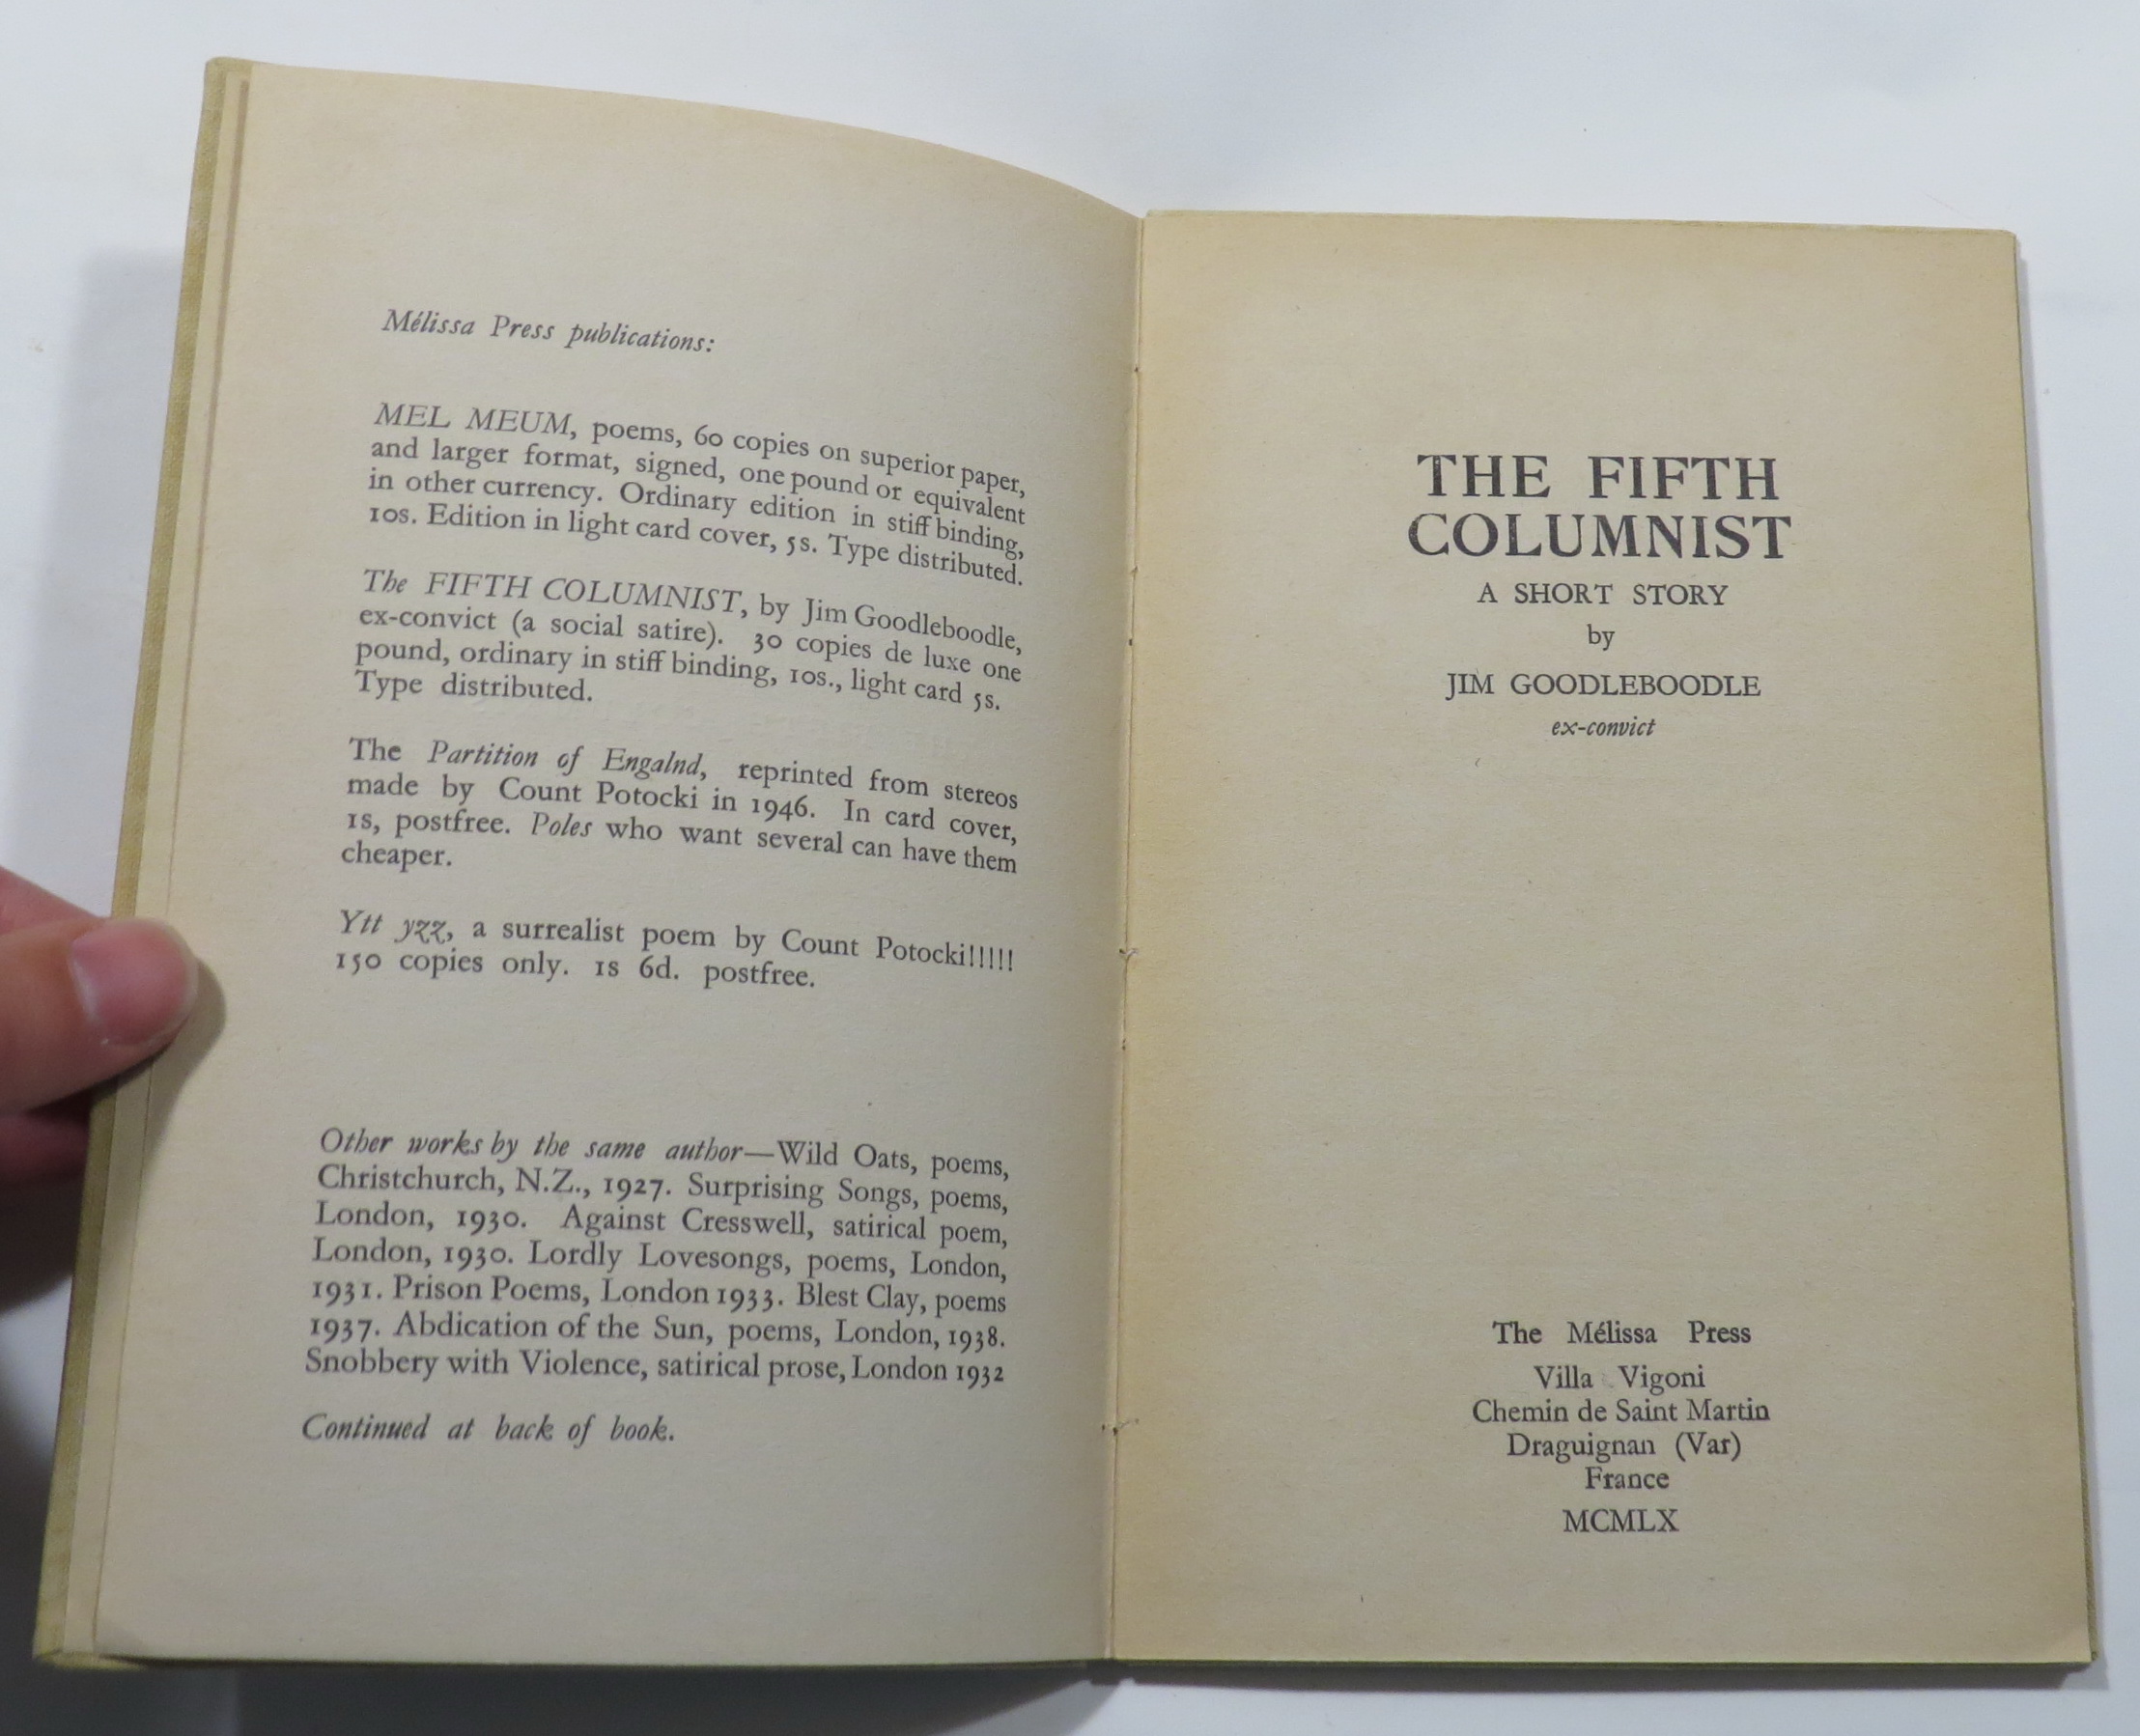 Mélissa Press publications:
MEL MEUM, poems, 60 copies on superior paper,
and larger format, signed, one pound or equivalent
in other currency. Ordinary edition in stiff binding,
10s. Edition in light card cover, 5s. Type distributed.
The FIFTH COLUMNIST, by Jim Goodleboodle,
ex-convict (a social satire). 30 copies de luxe one
pound, ordinary in stiff binding, 10s., light card 5s.
Type distributed.
The Partition of Engalnd, reprinted from stereos
made by Count Potocki in 1946. In card cover,
1s, postfree. Poles who want several can have them
cheaper.
Ytt yzz, a surrealist poem by Count Potocki!!!!!
150 copies only. 1s 6d. postfree.
Other works by the same author—Wild Oats, poems,
Christchurch, N.Z., 1927. Surprising Songs, poems,
London, 1930. Against Cresswell, satirical poem,
London, 1930. Lordly Lovesongs, poems, London,
1931. Prison Poems, London 1933. Blest Clay, poems
1937. Abdication of the Sun, poems, London, 1938.
Snobbery with Violence, satirical prose, London 1932
Continued at back of book.
THE FIFTH
COLUMNIST
A SHORT STORY
by
JIM GOODLEBOODLE
ex-convict
The Mélissa Press
Villa Vigoni
Chemin de Saint Martin
Draguignan (Var)
France
MCMLX